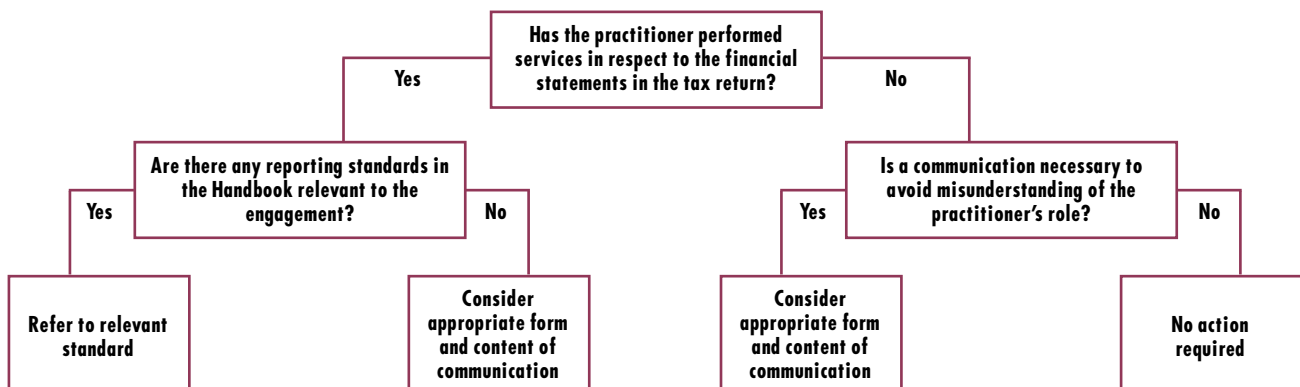 Has the practitioner performed
services in respect to the financial
statements in the tax return?
Yes
No
Are there any reporting standards in
the Handbook relevant to the
engagement?
Is a communication necessary to
avoid misunderstanding of the
practitioner's role?
Yes
No
Yes
No
Refer to relevant
standard
Consider
appropriate form
and content of
communication
Consider
appropriate form
and content of
communication
No action
required